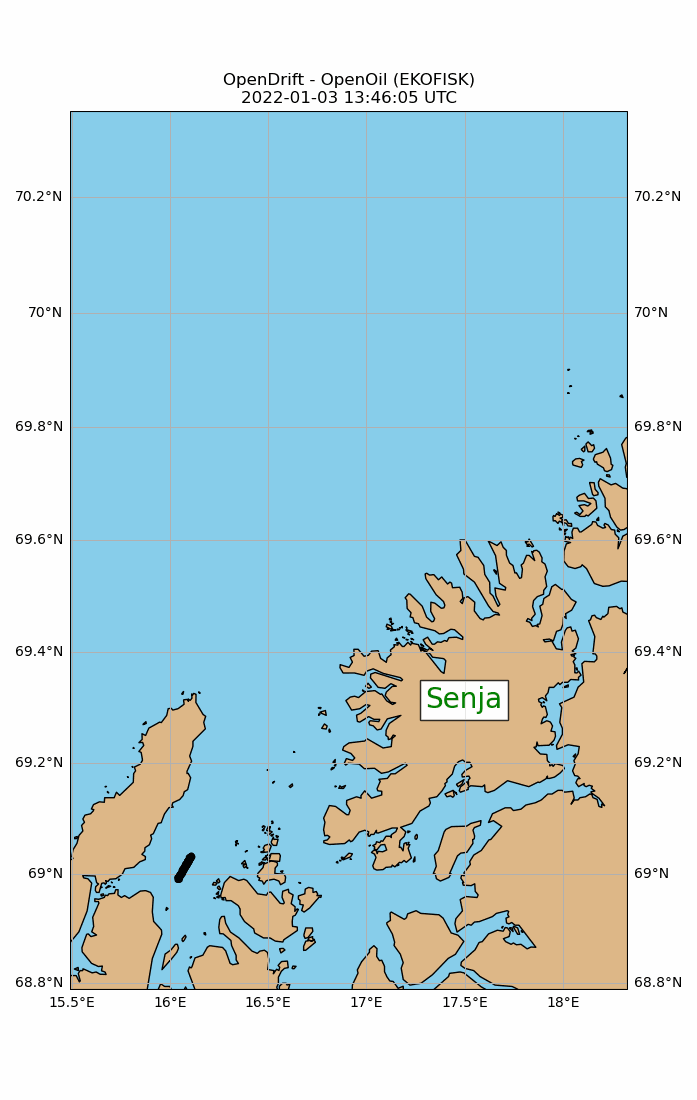 OpenDrift - OpenOil (EKOFISK)
2022-01-03 13:46:05 UTC
70.2°N 70.2°N
70°N 70°N
69.8°N 69.8°N
69.6°N 69.6°N
69.4°N 69.4°N
Senja
69.2°N 69.2°N
69°N 69°N
68.8°N 68.8°N
15.5°E 16°E 16.5°E 17°E 17.5°E 18°E